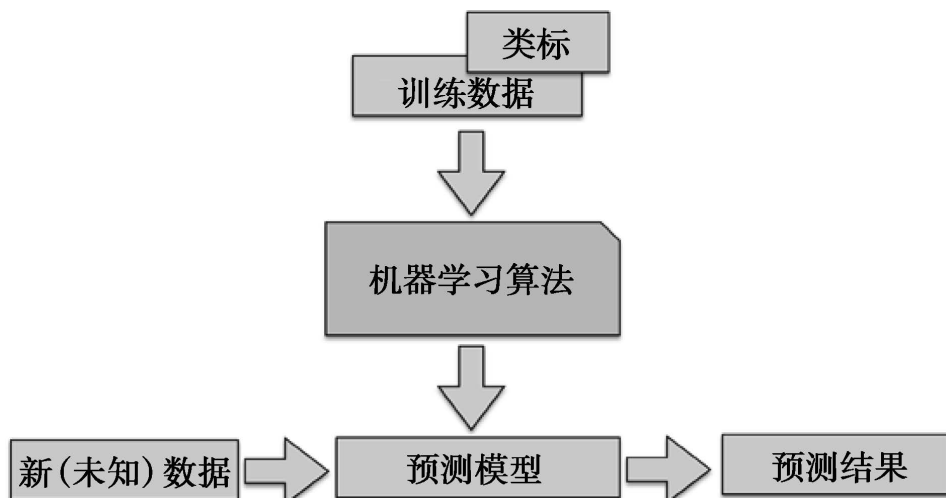 类标
训练数据
机器学习算法
新(未知)数据
预测模型
预测结果